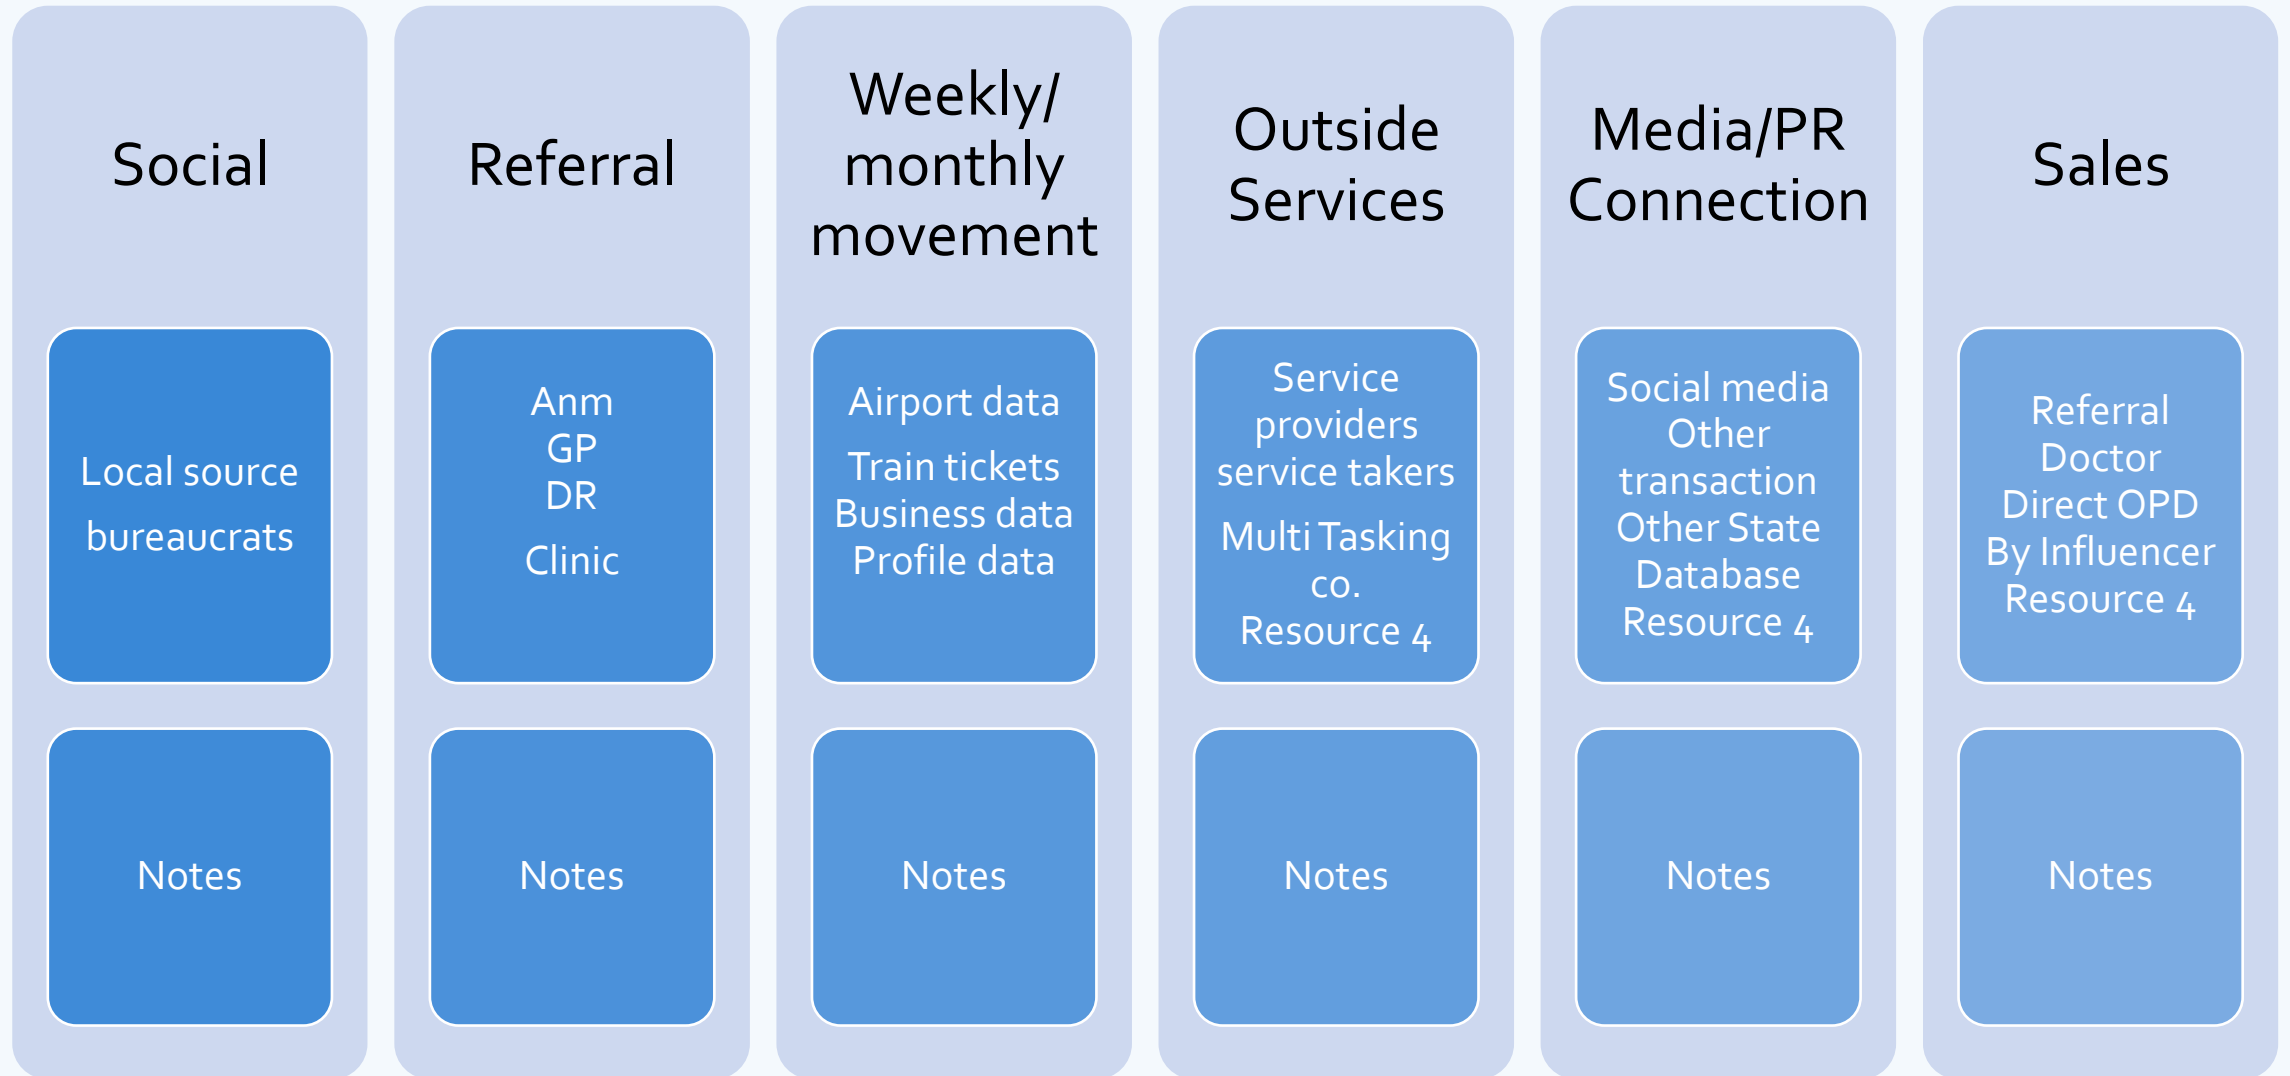 Social
Local source
bureaucrats
Notes
Referral
Anm
GP
DR
Clinic
Notes
Weekly/
monthly
movement
Airport data
Train tickets
Business data
Profile data
Notes
Outside
Services
Service
providers
service takers
Multi Tasking
co.
Resource 4
Notes
Media/PR
Connection
Social media
Other
transaction
Other State
Database
Resource 4
Notes
Sales
Referral
Doctor
Direct OPD
By Influencer
Resource 4
Notes